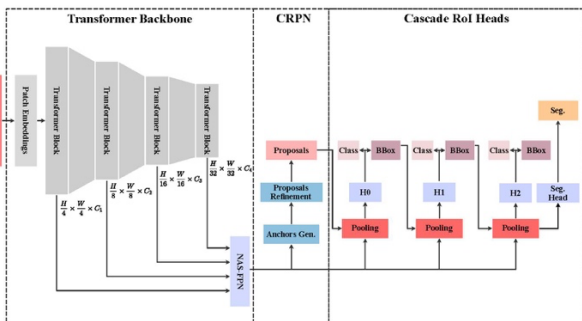 Transformer Backbone
CRPN
Cascade RoI Heads
Patch Embeddings
Transformer Block
Transformer Block
Transformer Block
Transformer Block
H/4 × W/4 × C₁
H/8 × W/8 × C₂
H/16 × W/16 × C₃
H/32 × W/32 × C₄
NAS-FPN
Proposals
Proposals
Refinement
Anchors Gen.
Class
BBox
Class
BBox
Class
BBox
Seg.
H0
H1
H2
Seg.
Head
Pooling
Pooling
Pooling